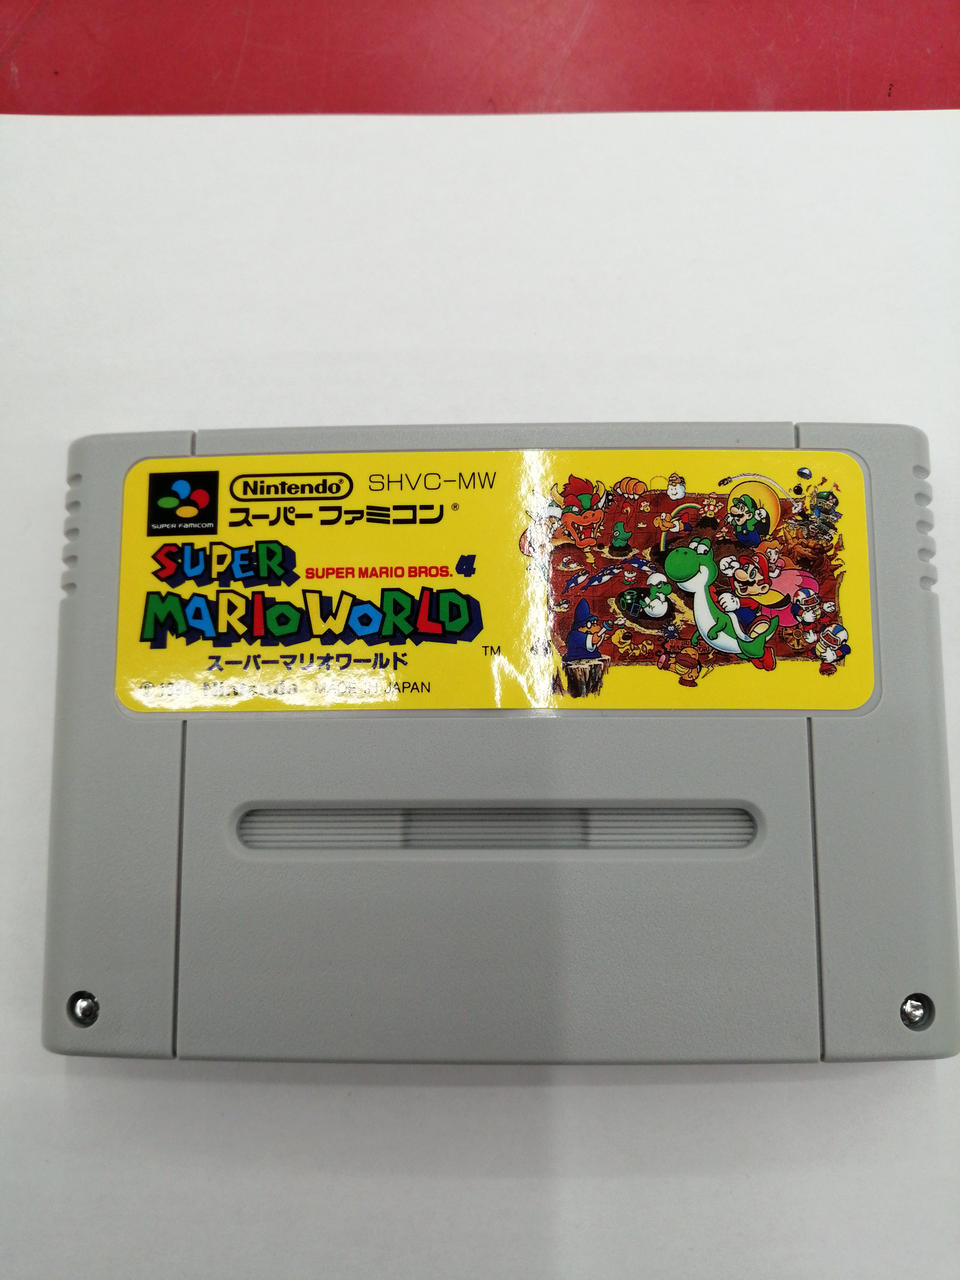 SUPER FAMICOM
Nintendo® SHVC-MW
スーパーファミコン®
SUPER
SUPER MARIO BROS. 4
MARIO WORLD
TM
スーパーマリオワールド
© Nintendo MADE IN JAPAN